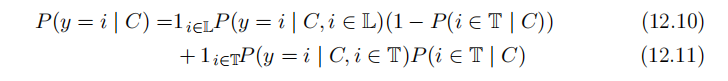 P(y = i | C) =1_{i∈𝕃}P(y = i | C, i ∈ 𝕃)(1 − P(i ∈ 𝕋 | C)) (12.10)
+ 1_{i∈𝕋}P(y = i | C, i ∈ 𝕋)P(i ∈ 𝕋 | C) (12.11)